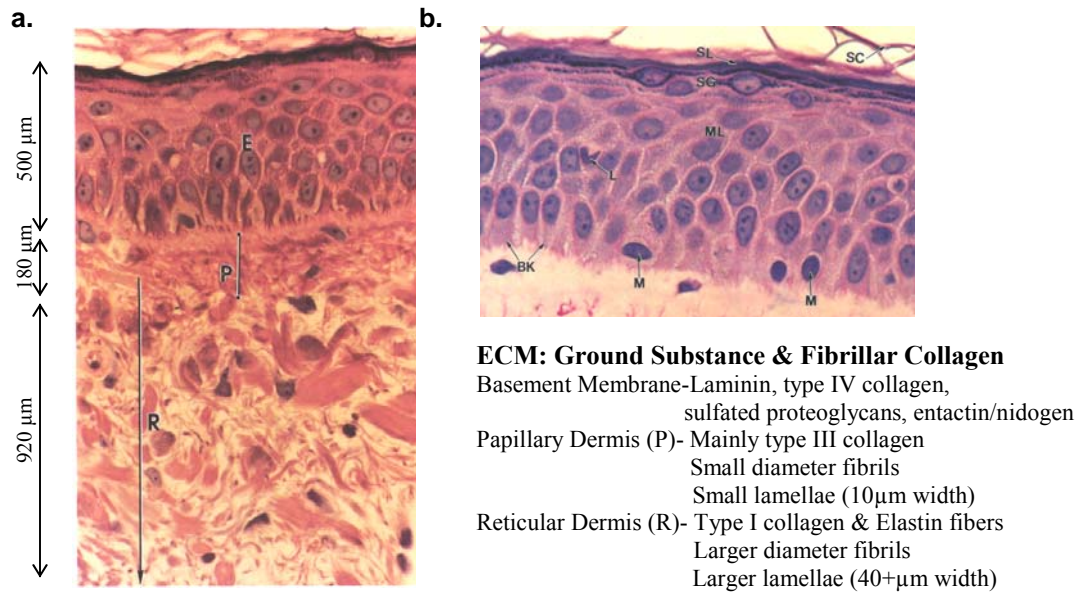 a.
500 µm
180 µm
920 µm
E
P
R
b.
SL
SC
SG
ML
L
BK
M
M
ECM: Ground Substance & Fibrillar Collagen
Basement Membrane-Laminin, type IV collagen,
sulfated proteoglycans, entactin/nidogen
Papillary Dermis (P)- Mainly type III collagen
Small diameter fibrils
Small lamellae (10µm width)
Reticular Dermis (R)- Type I collagen & Elastin fibers
Larger diameter fibrils
Larger lamellae (40+µm width)